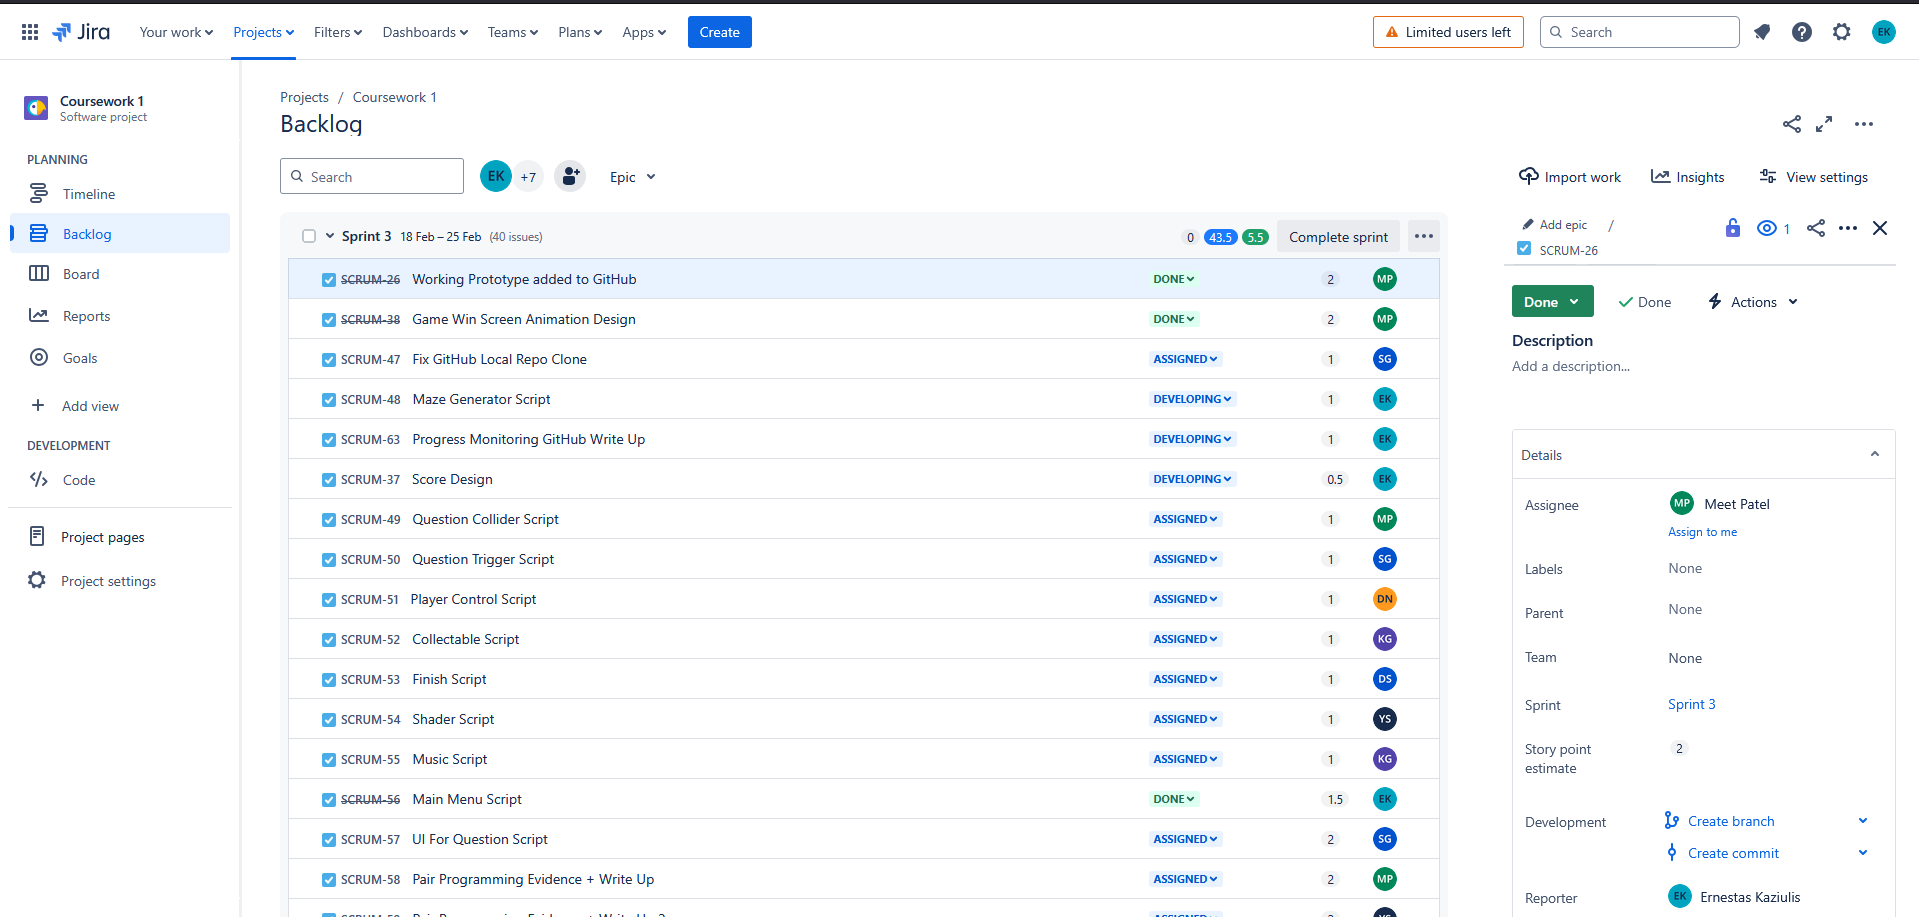 Jira
Your work
Projects
Filters
Dashboards
Teams
Plans
Apps
Create
Limited users left
Search
EK
Coursework 1
Software project
PLANNING
Timeline
Backlog
Board
Reports
Goals
Add view
DEVELOPMENT
Code
Project pages
Project settings
Projects / Coursework 1
Backlog
Search
EK +7
Epic
Import work
Insights
View settings
Sprint 3 18 Feb – 25 Feb (40 issues) 0 43.5 5.5 Complete sprint
SCRUM-26 Working Prototype added to GitHub DONE 2 MP
SCRUM-38 Game Win Screen Animation Design DONE 2 MP
SCRUM-47 Fix GitHub Local Repo Clone ASSIGNED 1 SG
SCRUM-48 Maze Generator Script DEVELOPING 1 EK
SCRUM-63 Progress Monitoring GitHub Write Up DEVELOPING 1 EK
SCRUM-37 Score Design DEVELOPING 0.5 EK
SCRUM-49 Question Collider Script ASSIGNED 1 MP
SCRUM-50 Question Trigger Script ASSIGNED 1 SG
SCRUM-51 Player Control Script ASSIGNED 1 DN
SCRUM-52 Collectable Script ASSIGNED 1 KG
SCRUM-53 Finish Script ASSIGNED 1 DS
SCRUM-54 Shader Script ASSIGNED 1 YS
SCRUM-55 Music Script ASSIGNED 1 KG
SCRUM-56 Main Menu Script DONE 1.5 EK
SCRUM-57 UI For Question Script ASSIGNED 2 SG
SCRUM-58 Pair Programming Evidence + Write Up ASSIGNED 2 MP
Add epic /
SCRUM-26
1
Done
Done
Actions
Description
Add a description...
Details
Assignee MP Meet Patel
Assign to me
Labels None
Parent None
Team None
Sprint Sprint 3
Story point estimate 2
Development Create branch
Create commit
Reporter EK Ernestas Kaziulis